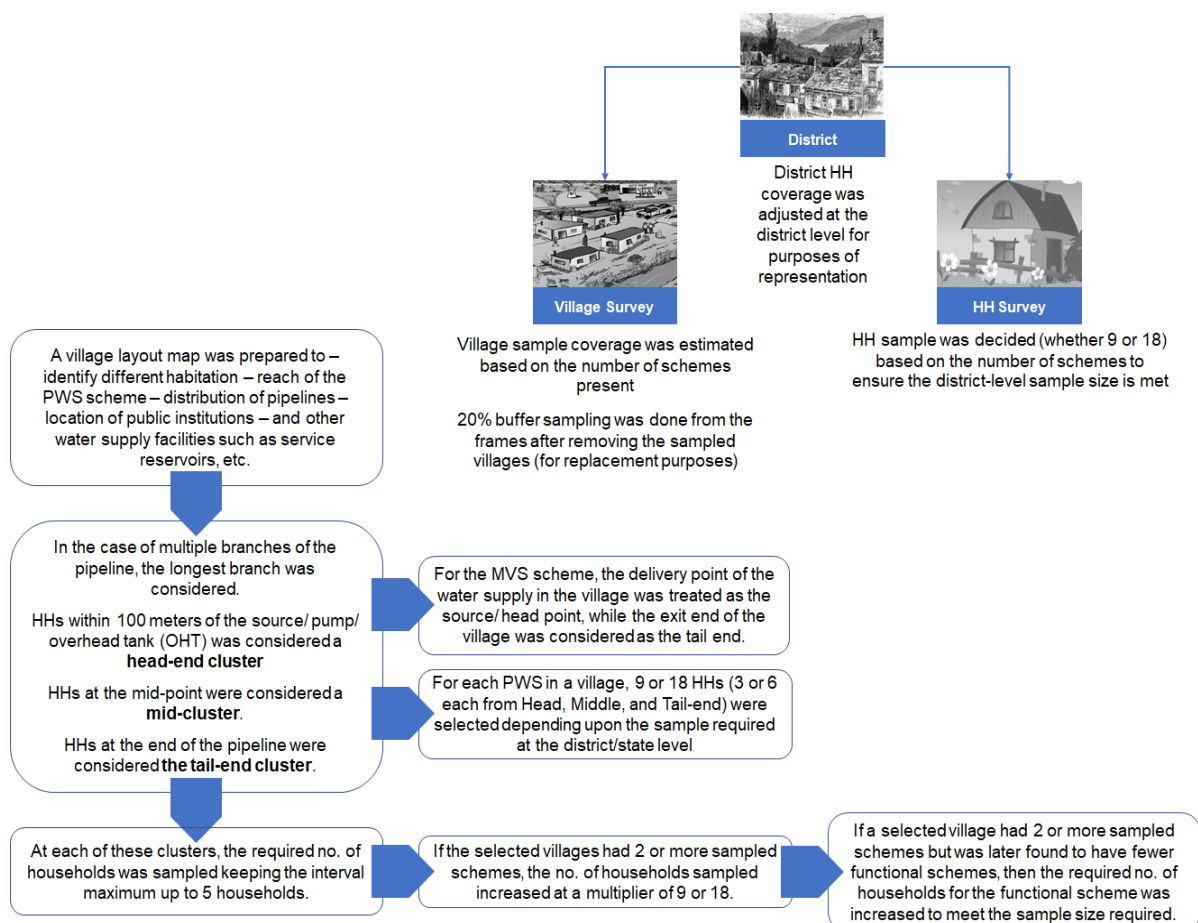 District
District HH
coverage was
adjusted at the
district level for
purposes of
representation
Village Survey
Village sample coverage was estimated
based on the number of schemes
present
20% buffer sampling was done from the
frames after removing the sampled
villages (for replacement purposes)
HH Survey
HH sample was decided (whether 9 or 18)
based on the number of schemes to
ensure the district-level sample size is met
A village layout map was prepared to –
identify different habitation – reach of the
PWS scheme – distribution of pipelines –
location of public institutions – and other
water supply facilities such as service
reservoirs, etc.
In the case of multiple branches of the
pipeline, the longest branch was
considered.
HHs within 100 meters of the source/ pump/
overhead tank (OHT) was considered a
head-end cluster
HHs at the mid-point were considered a
mid-cluster.
HHs at the end of the pipeline were
considered the tail-end cluster.
For the MVS scheme, the delivery point of the
water supply in the village was treated as the
source/ head point, while the exit end of the
village was considered as the tail end.
For each PWS in a village, 9 or 18 HHs (3 or 6
each from Head, Middle, and Tail-end) were
selected depending upon the sample required
at the district/state level
At each of these clusters, the required no. of
households was sampled keeping the interval
maximum up to 5 households.
If the selected villages had 2 or more sampled
schemes, the no. of households sampled
increased at a multiplier of 9 or 18.
If a selected village had 2 or more sampled
schemes but was later found to have fewer
functional schemes, then the required no. of
households for the functional scheme was
increased to meet the sample size required.